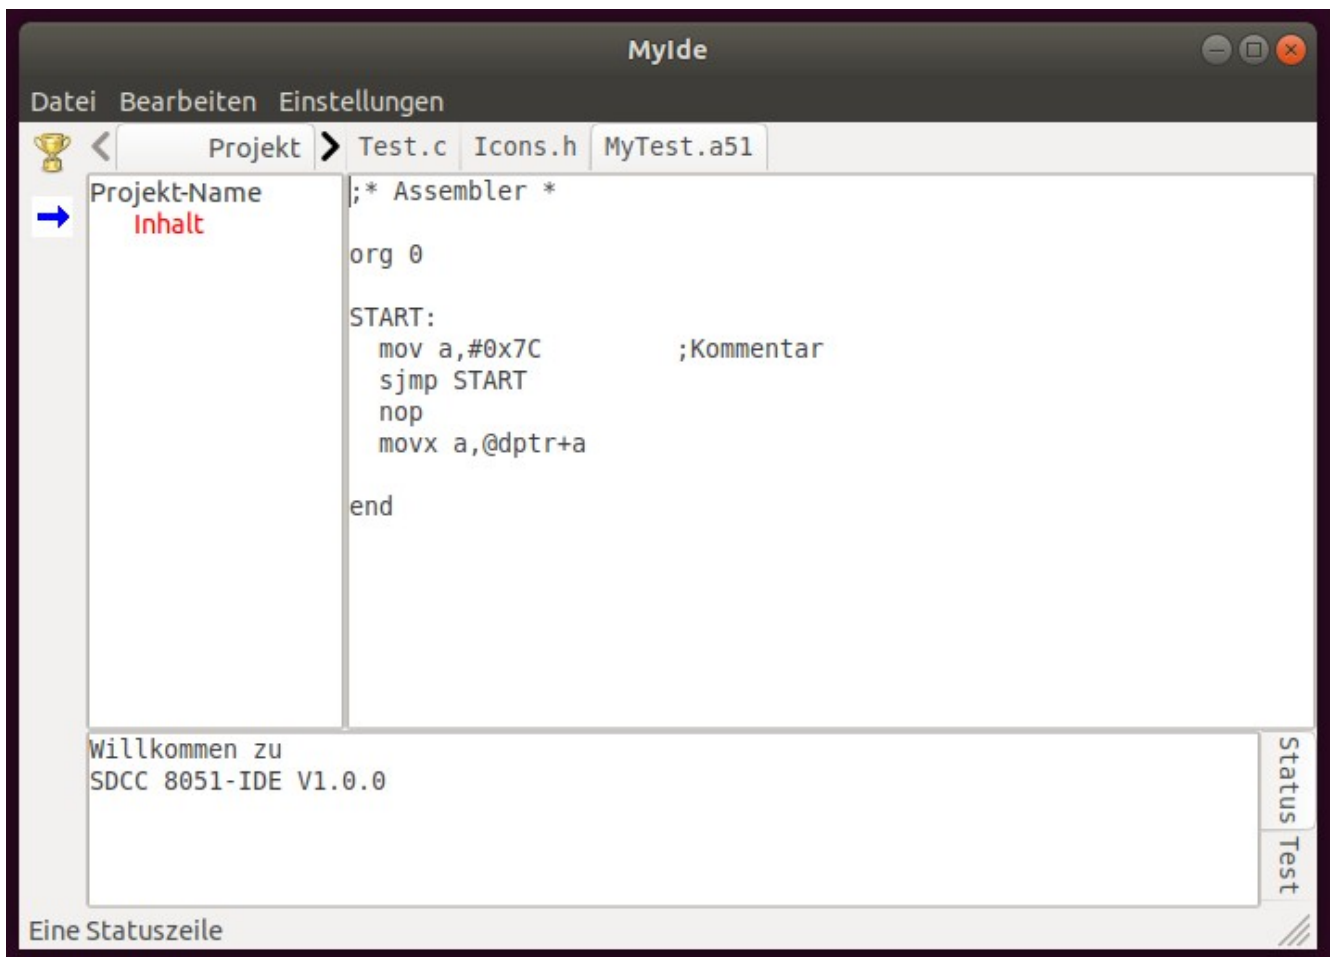 MyIde
Datei Bearbeiten Einstellungen
Projekt Test.c Icons.h MyTest.a51
Projekt-Name
Inhalt
;* Assembler *
org 0
START:
mov a,#0x7C ;Kommentar
sjmp START
nop
movx a,@dptr+a
end
Willkommen zu
SDCC 8051-IDE V1.0.0
Status
Test
Eine Statuszeile